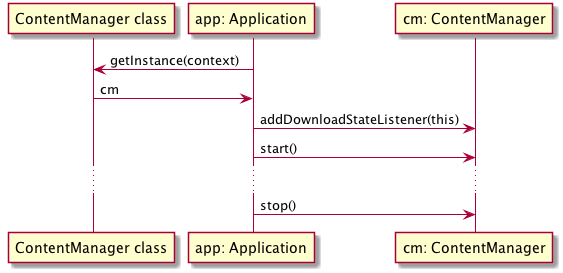 ContentManager class
app: Application
cm: ContentManager
getInstance(context)
cm
addDownloadStateListener(this)
start()
stop()
ContentManager class
app: Application
cm: ContentManager